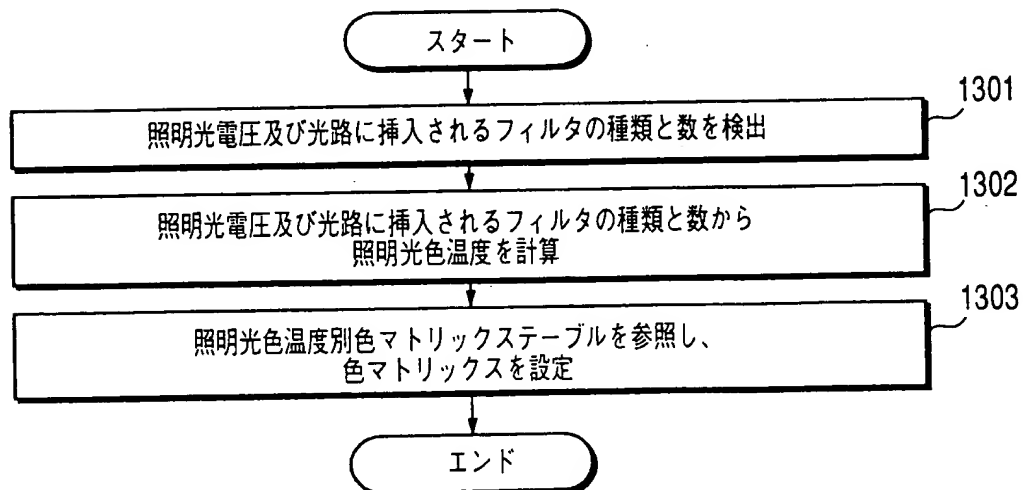 スタート
1301
照明光電圧及び光路に挿入されるフィルタの種類と数を検出
1302
照明光電圧及び光路に挿入されるフィルタの種類と数から
照明光色温度を計算
1303
照明光色温度別色マトリックステーブルを参照し、
色マトリックスを設定
エンド